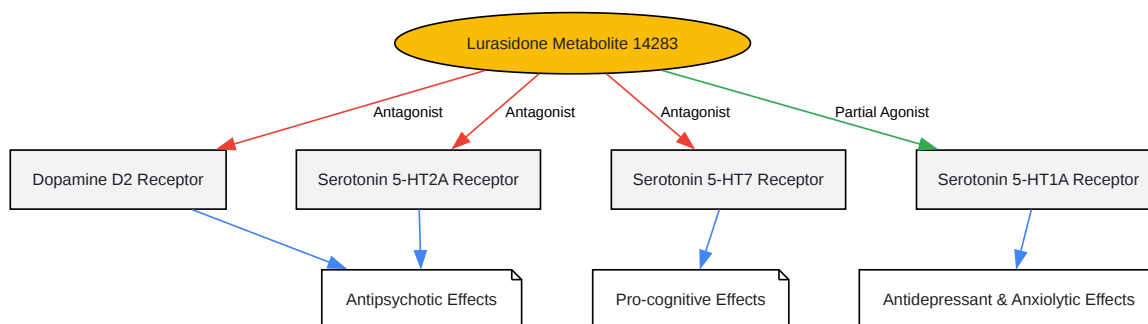 Lurasidone Metabolite 14283
Antagonist
Antagonist
Antagonist
Partial Agonist
Dopamine D2 Receptor
Serotonin 5-HT2A Receptor
Serotonin 5-HT7 Receptor
Serotonin 5-HT1A Receptor
Antipsychotic Effects
Pro-cognitive Effects
Antidepressant & Anxiolytic Effects